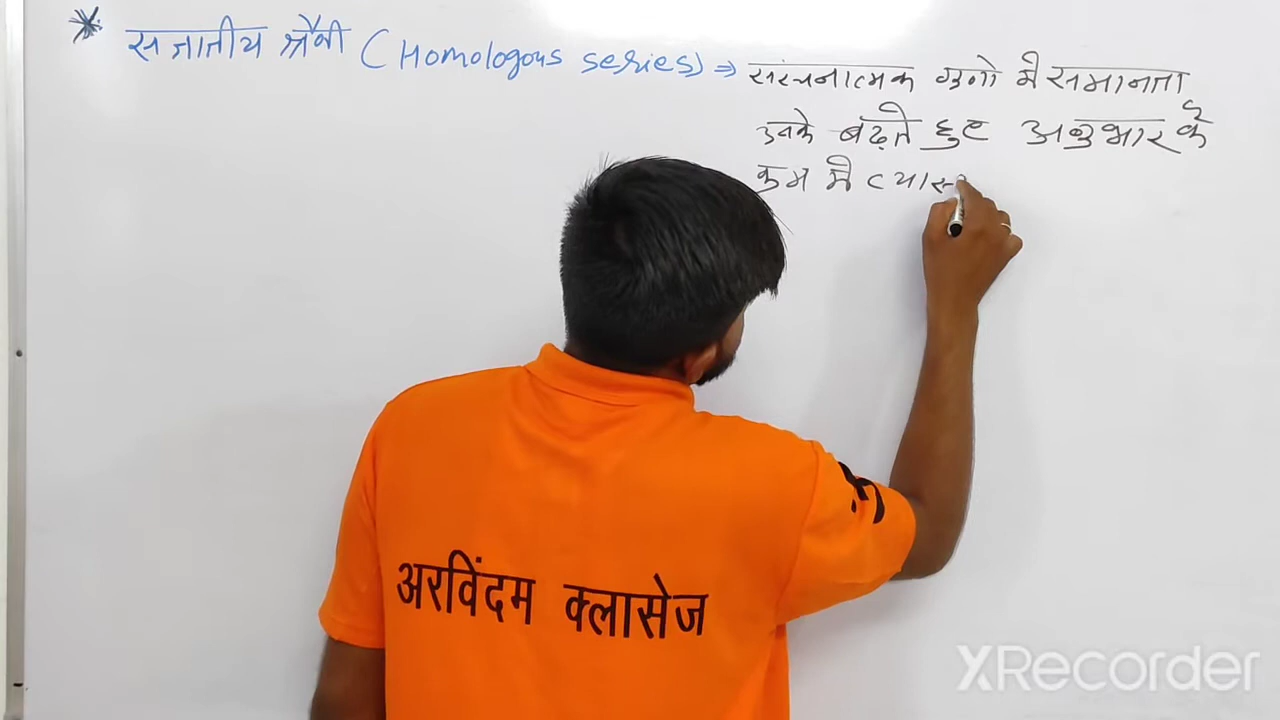 * सजातीय श्रेणी (Homologous series) ⇒ संरचनात्मक गुणो मे समानता
उनके बढ़ते हुए अणुभार के
क्रम में
अरविंदम क्लासेज
XRecorder